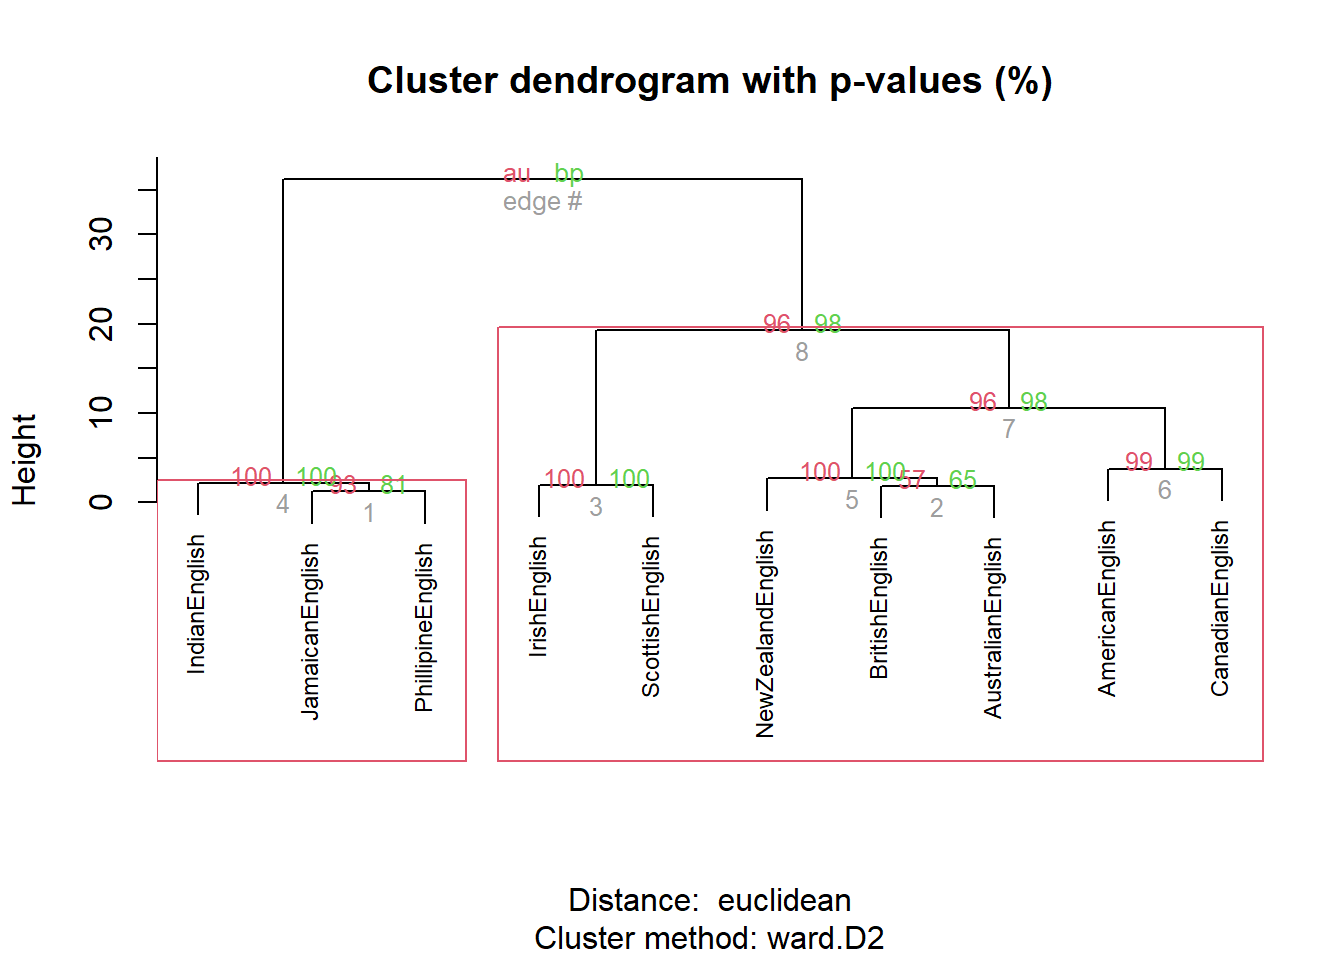 Cluster dendrogram with p-values (%)
Height
0
10
20
30
au bp
edge #
96 98
8
96 98
7
100 100
4
93 81
1
100 100
3
100 100
5
57 65
2
99 99
6
IndianEnglish
JamaicanEnglish
PhillipineEnglish
IrishEnglish
ScottishEnglish
NewZealandEnglish
BritishEnglish
AustralianEnglish
AmericanEnglish
CanadianEnglish
Distance: euclidean
Cluster method: ward.D2